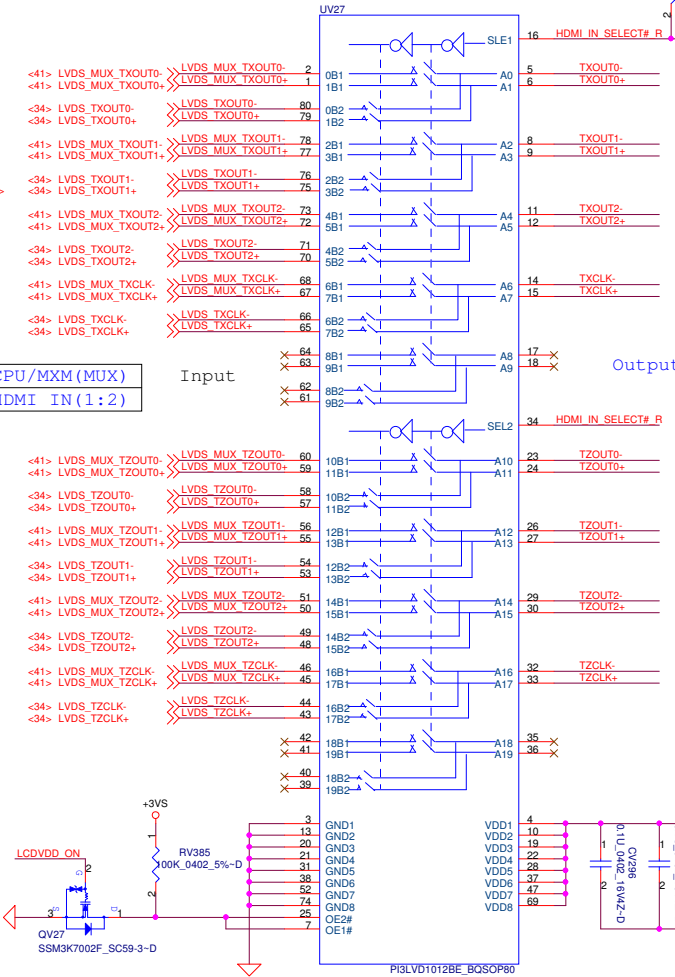 UV27
2
SLE1 16 HDMI_IN_SELECT#_R
<41> LVDS_MUX_TXOUT0- LVDS_MUX_TXOUT0- 2 0B1 A0 5 TXOUT0-
<41> LVDS_MUX_TXOUT0+ LVDS_MUX_TXOUT0+ 1 1B1 A1 6 TXOUT0+
<34> LVDS_TXOUT0- LVDS_TXOUT0- 80 0B2
<34> LVDS_TXOUT0+ LVDS_TXOUT0+ 79 1B2
<41> LVDS_MUX_TXOUT1- LVDS_MUX_TXOUT1- 78 2B1 A2 8 TXOUT1-
<41> LVDS_MUX_TXOUT1+ LVDS_MUX_TXOUT1+ 77 3B1 A3 9 TXOUT1+
<34> LVDS_TXOUT1- LVDS_TXOUT1- 76 2B2
> <34> LVDS_TXOUT1+ LVDS_TXOUT1+ 75 3B2
<41> LVDS_MUX_TXOUT2- LVDS_MUX_TXOUT2- 73 4B1 A4 11 TXOUT2-
<41> LVDS_MUX_TXOUT2+ LVDS_MUX_TXOUT2+ 72 5B1 A5 12 TXOUT2+
<34> LVDS_TXOUT2- LVDS_TXOUT2- 71 4B2
<34> LVDS_TXOUT2+ LVDS_TXOUT2+ 70 5B2
<41> LVDS_MUX_TXCLK- LVDS_MUX_TXCLK- 68 6B1 A6 14 TXCLK-
<41> LVDS_MUX_TXCLK+ LVDS_MUX_TXCLK+ 67 7B1 A7 15 TXCLK+
<34> LVDS_TXCLK- LVDS_TXCLK- 66 6B2
<34> LVDS_TXCLK+ LVDS_TXCLK+ 65 7B2
64 8B1 A8 17
63 9B1 A9 18
CPU/MXM(MUX) Input Output
HDMI IN(1:2)
62 8B2
61 9B2
SEL2 34 HDMI_IN_SELECT#_R
<41> LVDS_MUX_TZOUT0- LVDS_MUX_TZOUT0- 60 10B1 A10 23 TZOUT0-
<41> LVDS_MUX_TZOUT0+ LVDS_MUX_TZOUT0+ 59 11B1 A11 24 TZOUT0+
<34> LVDS_TZOUT0- LVDS_TZOUT0- 58 10B2
<34> LVDS_TZOUT0+ LVDS_TZOUT0+ 57 11B2
<41> LVDS_MUX_TZOUT1- LVDS_MUX_TZOUT1- 56 12B1 A12 26 TZOUT1-
<41> LVDS_MUX_TZOUT1+ LVDS_MUX_TZOUT1+ 55 13B1 A13 27 TZOUT1+
<34> LVDS_TZOUT1- LVDS_TZOUT1- 54 12B2
<34> LVDS_TZOUT1+ LVDS_TZOUT1+ 53 13B2
<41> LVDS_MUX_TZOUT2- LVDS_MUX_TZOUT2- 51 14B1 A14 29 TZOUT2-
<41> LVDS_MUX_TZOUT2+ LVDS_MUX_TZOUT2+ 50 15B1 A15 30 TZOUT2+
<34> LVDS_TZOUT2- LVDS_TZOUT2- 49 14B2
<34> LVDS_TZOUT2+ LVDS_TZOUT2+ 48 15B2
<41> LVDS_MUX_TZCLK- LVDS_MUX_TZCLK- 46 16B1 A16 32 TZCLK-
<41> LVDS_MUX_TZCLK+ LVDS_MUX_TZCLK+ 45 17B1 A17 33 TZCLK+
<34> LVDS_TZCLK- LVDS_TZCLK- 44 16B2
<34> LVDS_TZCLK+ LVDS_TZCLK+ 43 17B2
42 18B1 A18 35
41 19B1 A19 36
40 18B2
39 19B2
+3VS
3 GND1 VDD1 4
13 GND2 VDD2 10
20 GND3 VDD3 19
21 GND4 VDD4 22
31 GND5 VDD5 28
38 GND6 VDD6 37
52 GND7 VDD7 47
74 GND8 VDD8 69
25 OE2#
7 OE1#
1
RV385
100K_0402_5%~D
2
LCDVDD_ON
2
G
3 S D 1
QV27
SSM3K7002F_SC59-3~D
1
2
CV296
0.1U_0402_16V4Z~D
1
2
PI3LVD1012BE_BQSOP80